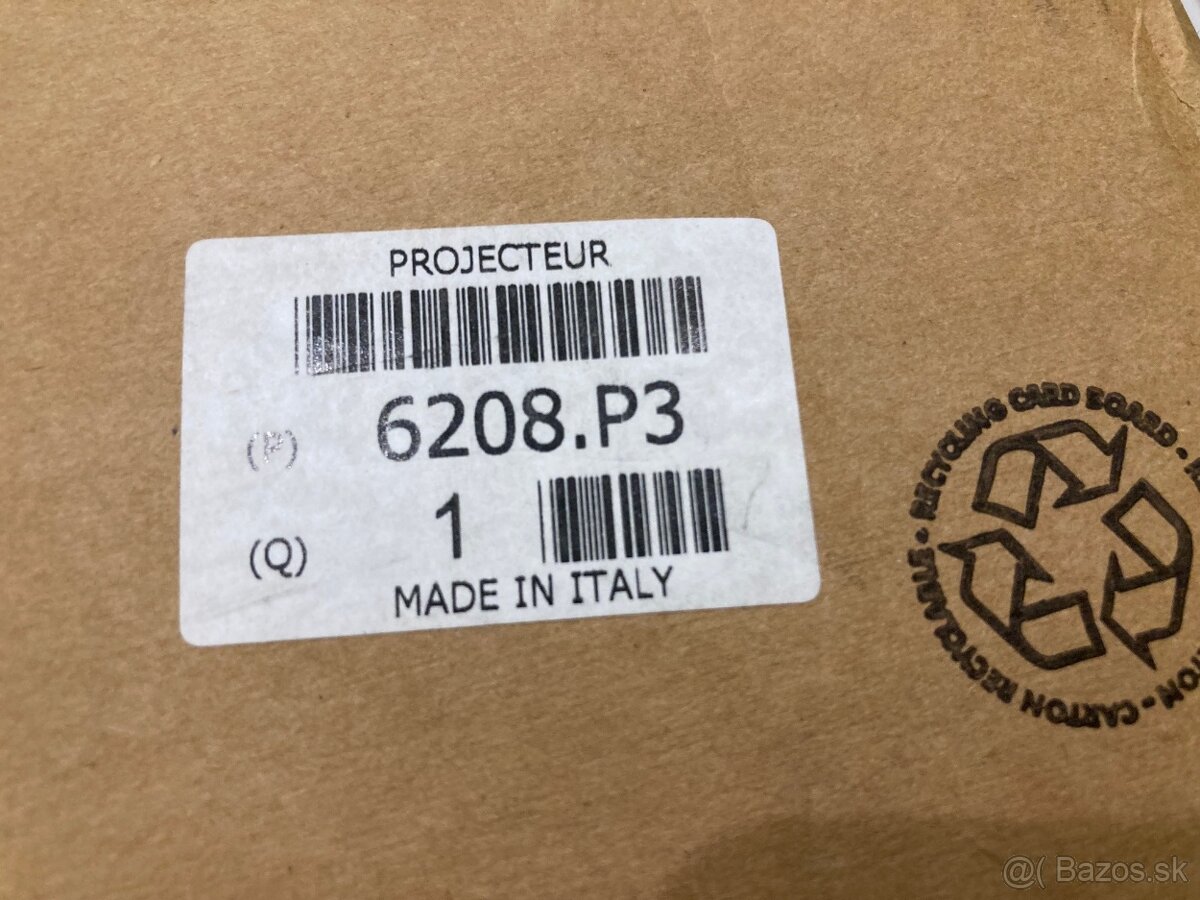 PROJECTEUR
(P) 6208.P3
(Q) 1
MADE IN ITALY
RECYCLING CARD BOARD -
CARTON RECYCLABLE -
@( Bazos.sk